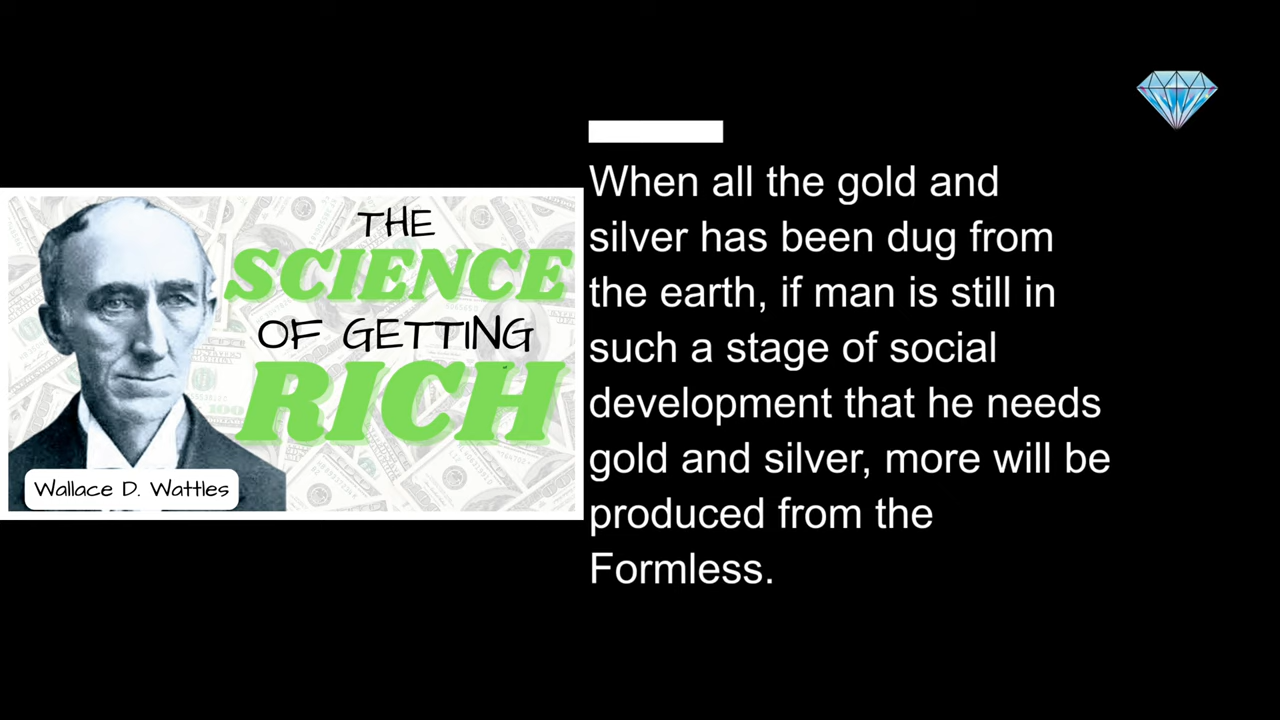 THE
SCIENCE
OF GETTING
RICH
Wallace D. Wattles
When all the gold and
silver has been dug from
the earth, if man is still in
such a stage of social
development that he needs
gold and silver, more will be
produced from the
Formless.